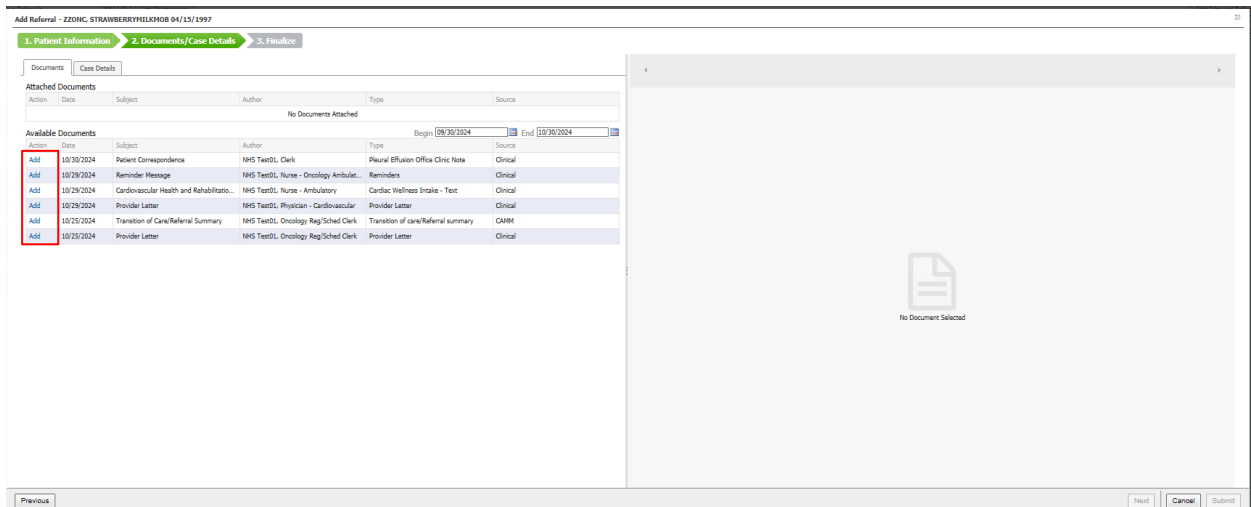 Add Referral - ZZONC, STRAWBERRYMILKMOB 04/15/1997
1. Patient Information 2. Documents/Case Details 3. Finalize
Documents Case Details
Attached Documents
Action Date Subject Author Type Source
No Documents Attached
Available Documents Begin 09/30/2024 End 10/30/2024
Action Date Subject Author Type Source
Add 10/30/2024 Patient Correspondence NHS Test01, Clerk Pleural Effusion Office Clinic Note Clinical
Add 10/29/2024 Reminder Message NHS Test01, Nurse - Oncology Ambulat... Reminders Clinical
Add 10/29/2024 Cardiovascular Health and Rehabilitatio... NHS Test01, Nurse - Ambulatory Cardiac Wellness Intake - Text Clinical
Add 10/29/2024 Provider Letter NHS Test01, Physician - Cardiovascular Provider Letter Clinical
Add 10/25/2024 Transition of Care/Referral Summary NHS Test01, Oncology Reg/Sched Clerk Transition of care/Referral summary CAMM
Add 10/25/2024 Provider Letter NHS Test01, Oncology Reg/Sched Clerk Provider Letter Clinical
No Document Selected
Previous Next Cancel Submit